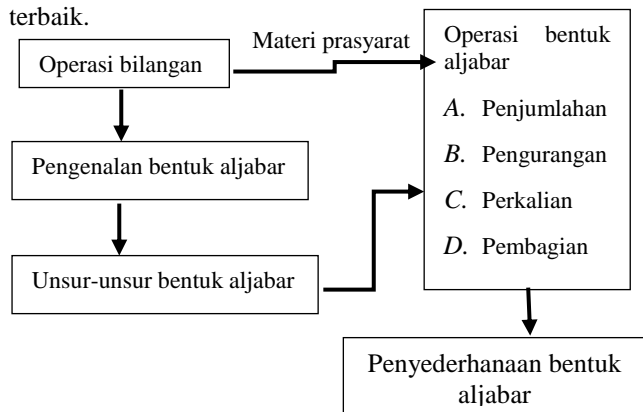 terbaik.
Materi prasyarat
Operasi bilangan
Pengenalan bentuk aljabar
Unsur-unsur bentuk aljabar
Operasi bentuk
aljabar
A. Penjumlahan
B. Pengurangan
C. Perkalian
D. Pembagian
Penyederhanaan bentuk
aljabar